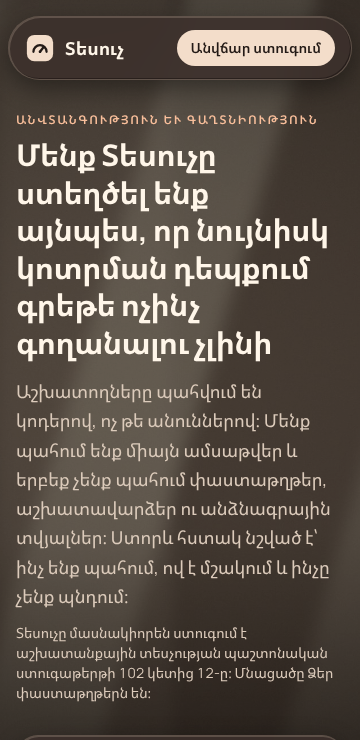 Տեսուչ
Անվճար ստուգում
ԱՆՎՏԱՆԳՈՒԹՅՈՒՆ ԵՒ ԳԱՂՏՆԻՈՒԹՅՈՒՆ
Մենք Տեսուչը
ստեղծել ենք
այնպես, որ նույնիսկ
կոտրման դեպքում
գրեթե ոչինչ
գողանալու չլինի
Աշխատողները պահվում են
կոդերով, ոչ թե անուններով։ Մենք
պահում ենք միայն ամսաթվեր և
երբեք չենք պահում փաստաթղթեր,
աշխատավարձեր ու անձնագրային
տվյալներ։ Ստորև հստակ նշված է՝
ինչ ենք պահում, ով է մշակում և ինչը
չենք պնդում։
Տեսուչը մասնակիորեն ստուգում է
աշխատանքային տեսչության պաշտոնական
ստուգաթերթի 102 կետից 12-ը։ Մնացածը Ձեր
փաստաթղթերն են։